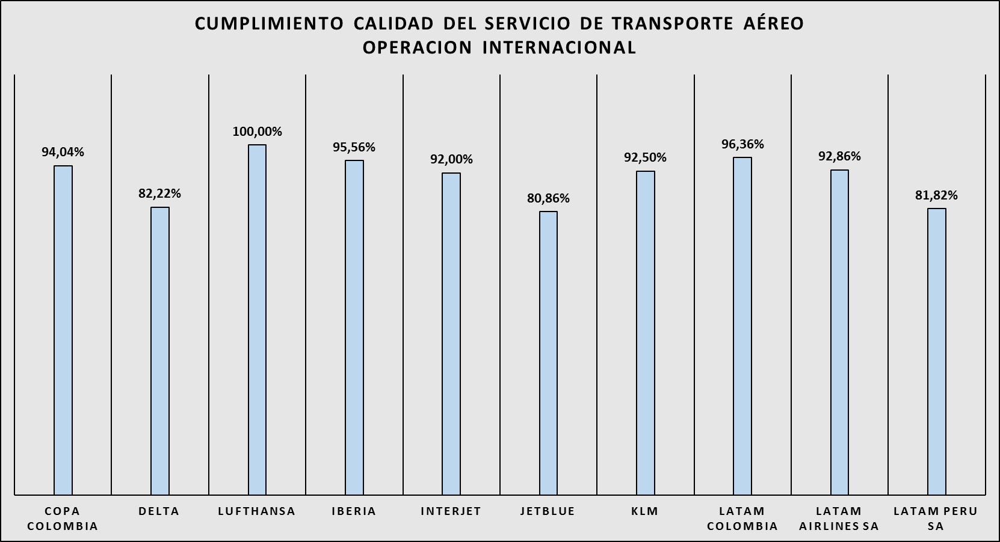 CUMPLIMIENTO CALIDAD DEL SERVICIO DE TRANSPORTE AÉREO
OPERACION INTERNACIONAL
94,04%
82,22%
100,00%
95,56%
92,00%
80,86%
92,50%
96,36%
92,86%
81,82%
COPA
COLOMBIA
DELTA
LUFTHANSA
IBERIA
INTERJET
JETBLUE
KLM
LATAM
COLOMBIA
LATAM
AIRLINES SA
LATAM PERU
SA